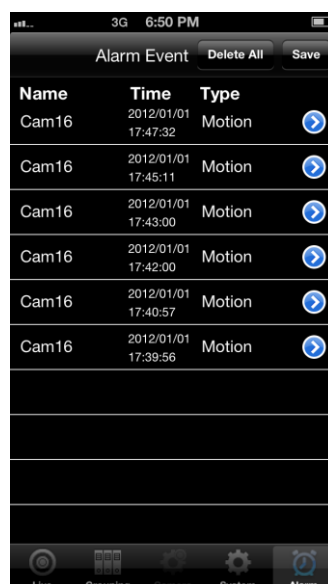 3G 6:50 PM
Alarm Event Delete All Save
Name Time Type
Cam16 2012/01/01 17:47:32 Motion
Cam16 2012/01/01 17:45:11 Motion
Cam16 2012/01/01 17:43:00 Motion
Cam16 2012/01/01 17:42:00 Motion
Cam16 2012/01/01 17:40:57 Motion
Cam16 2012/01/01 17:39:56 Motion